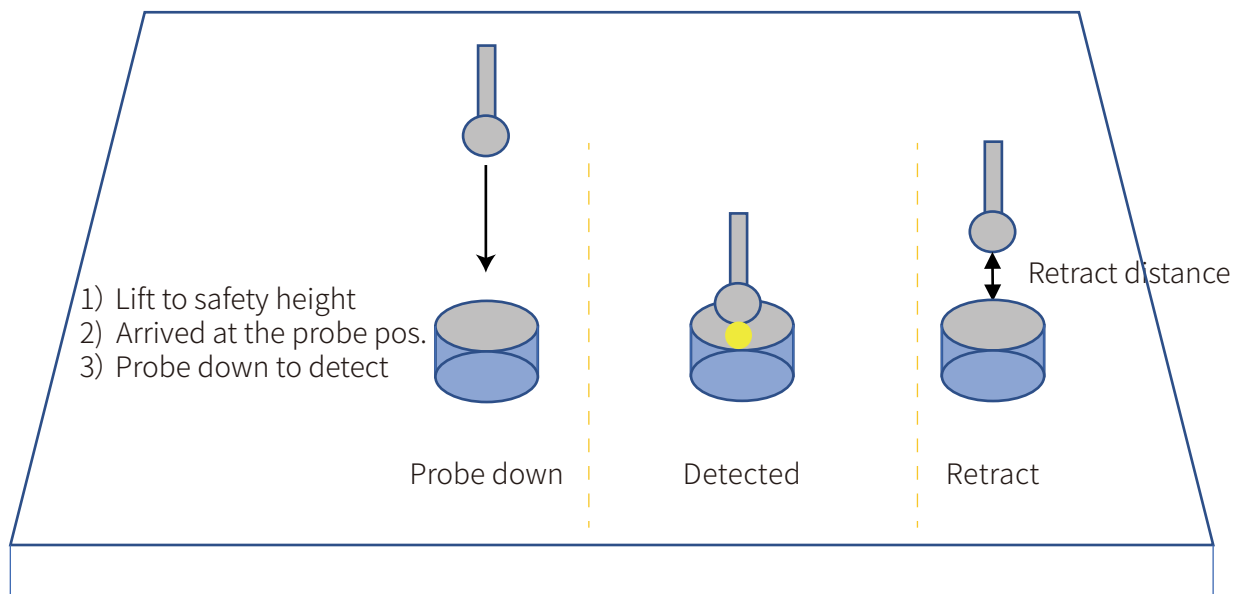 Retract distance
1) Lift to safety height
2) Arrived at the probe pos.
3) Probe down to detect
Probe down
Detected
Retract